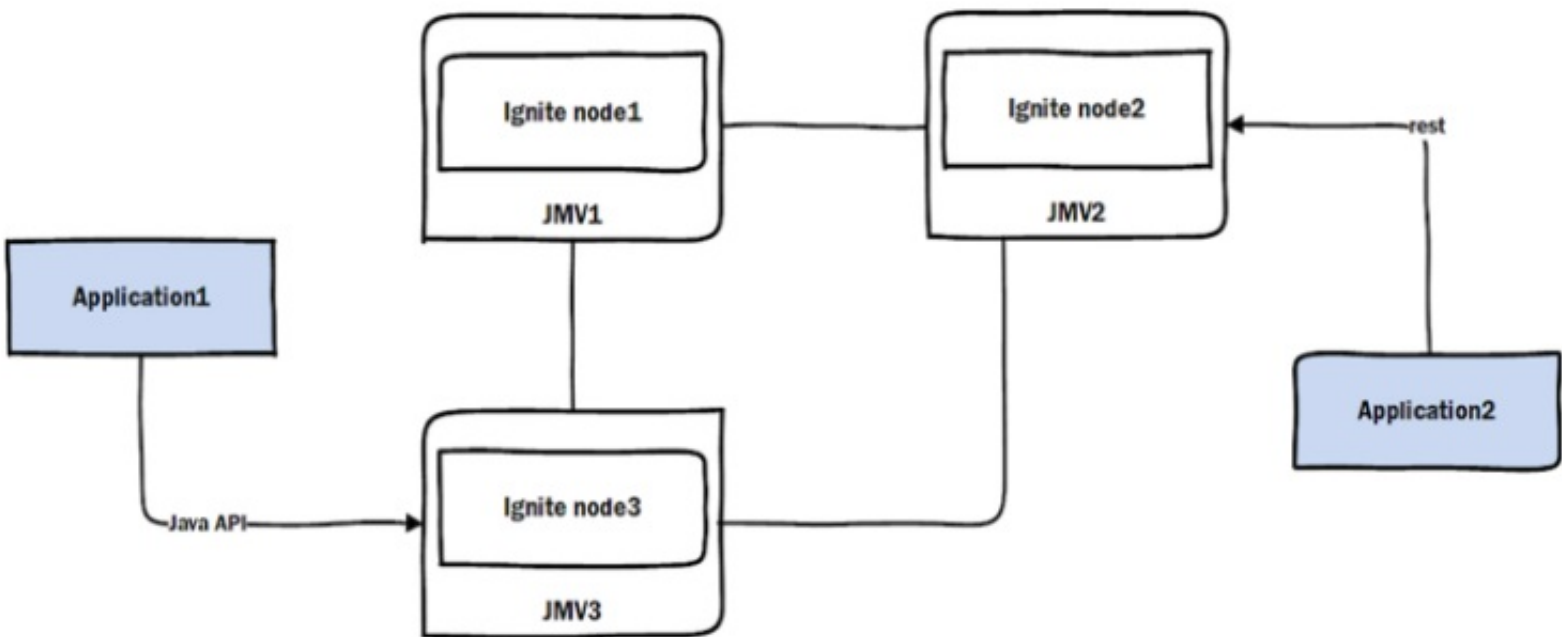 Ignite node1
JMV1
Ignite node2
JMV2
rest
Application1
Application2
Java API
Ignite node3
JMV3